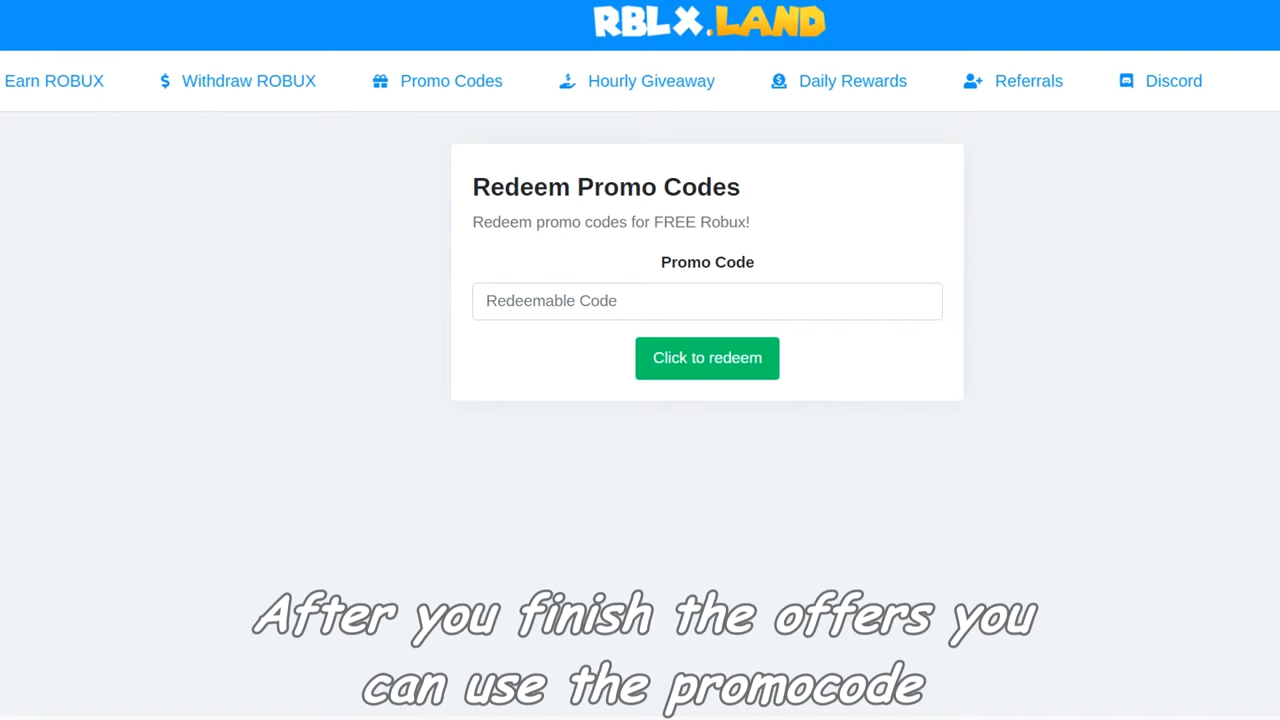 RBLX.LAND
Earn ROBUX Withdraw ROBUX Promo Codes Hourly Giveaway Daily Rewards Referrals Discord
Redeem Promo Codes
Redeem promo codes for FREE Robux!
Promo Code
Redeemable Code
Click to redeem
After you finish the offers you
can use the promocode